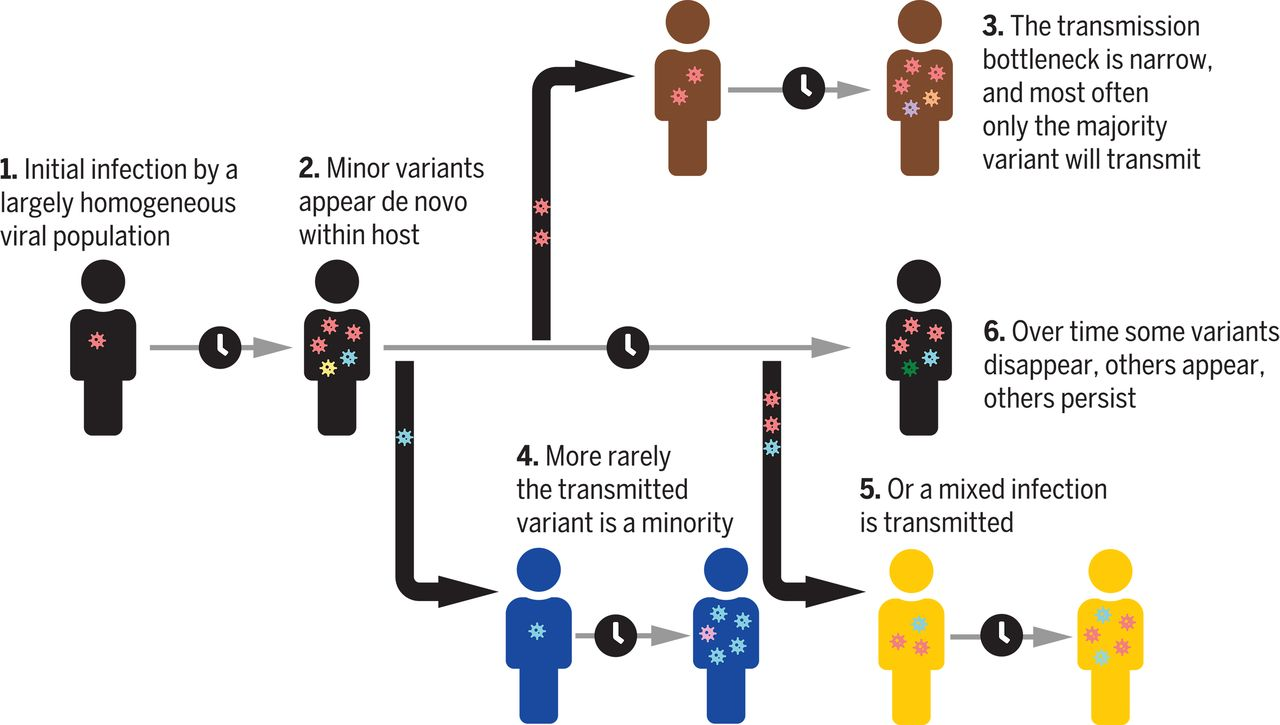 1. Initial infection by a
largely homogeneous
viral population
2. Minor variants
appear de novo
within host
3. The transmission
bottleneck is narrow,
and most often
only the majority
variant will transmit
4. More rarely
the transmitted
variant is a minority
5. Or a mixed infection
is transmitted
6. Over time some variants
disappear, others appear,
others persist